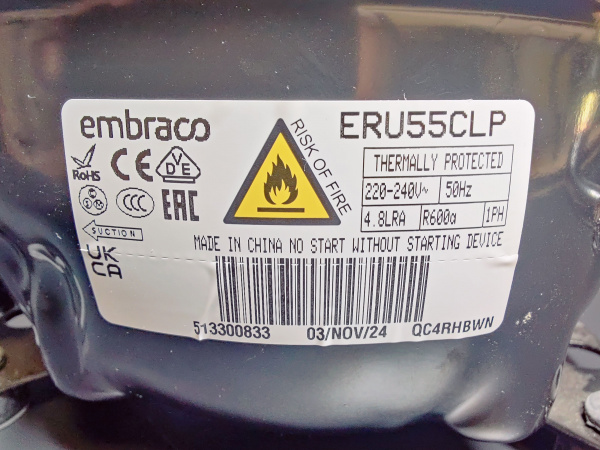 embraco
ERU55CLP
RoHS
CE
VDE
CCC
EAC
SUCTION
UK
CA
RISK OF FIRE
THERMALLY PROTECTED
220-240V~ 50Hz
4.8LRA R600a 1PH
MADE IN CHINA NO START WITHOUT STARTING DEVICE
513300833 03/NOV/24 QC4RHBWN